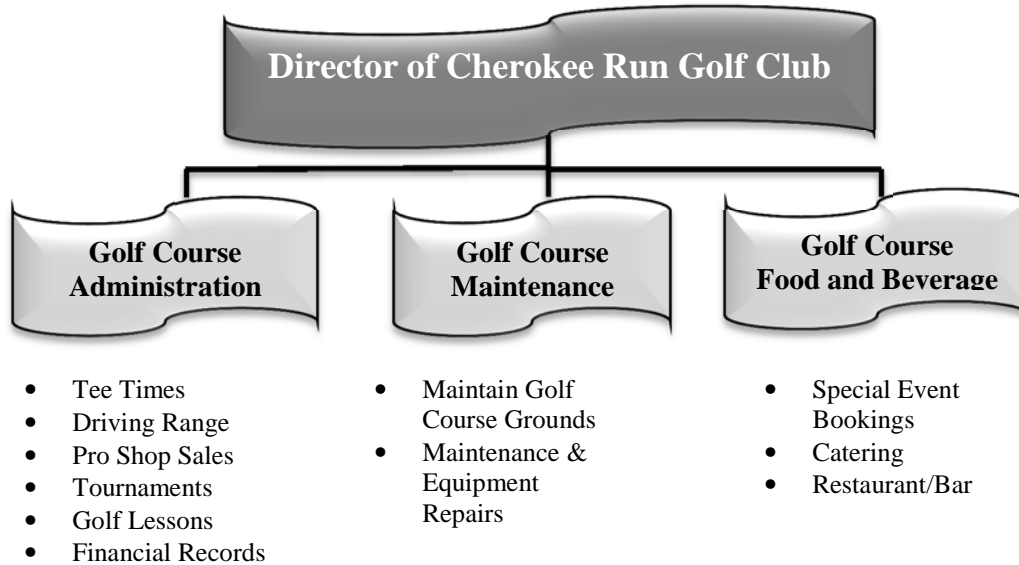 Director of Cherokee Run Golf Club
Golf Course
Administration
Golf Course
Maintenance
Golf Course
Food and Beverage
• Tee Times
• Driving Range
• Pro Shop Sales
• Tournaments
• Golf Lessons
• Financial Records
• Maintain Golf
Course Grounds
• Maintenance &
Equipment
Repairs
• Special Event
Bookings
• Catering
• Restaurant/Bar